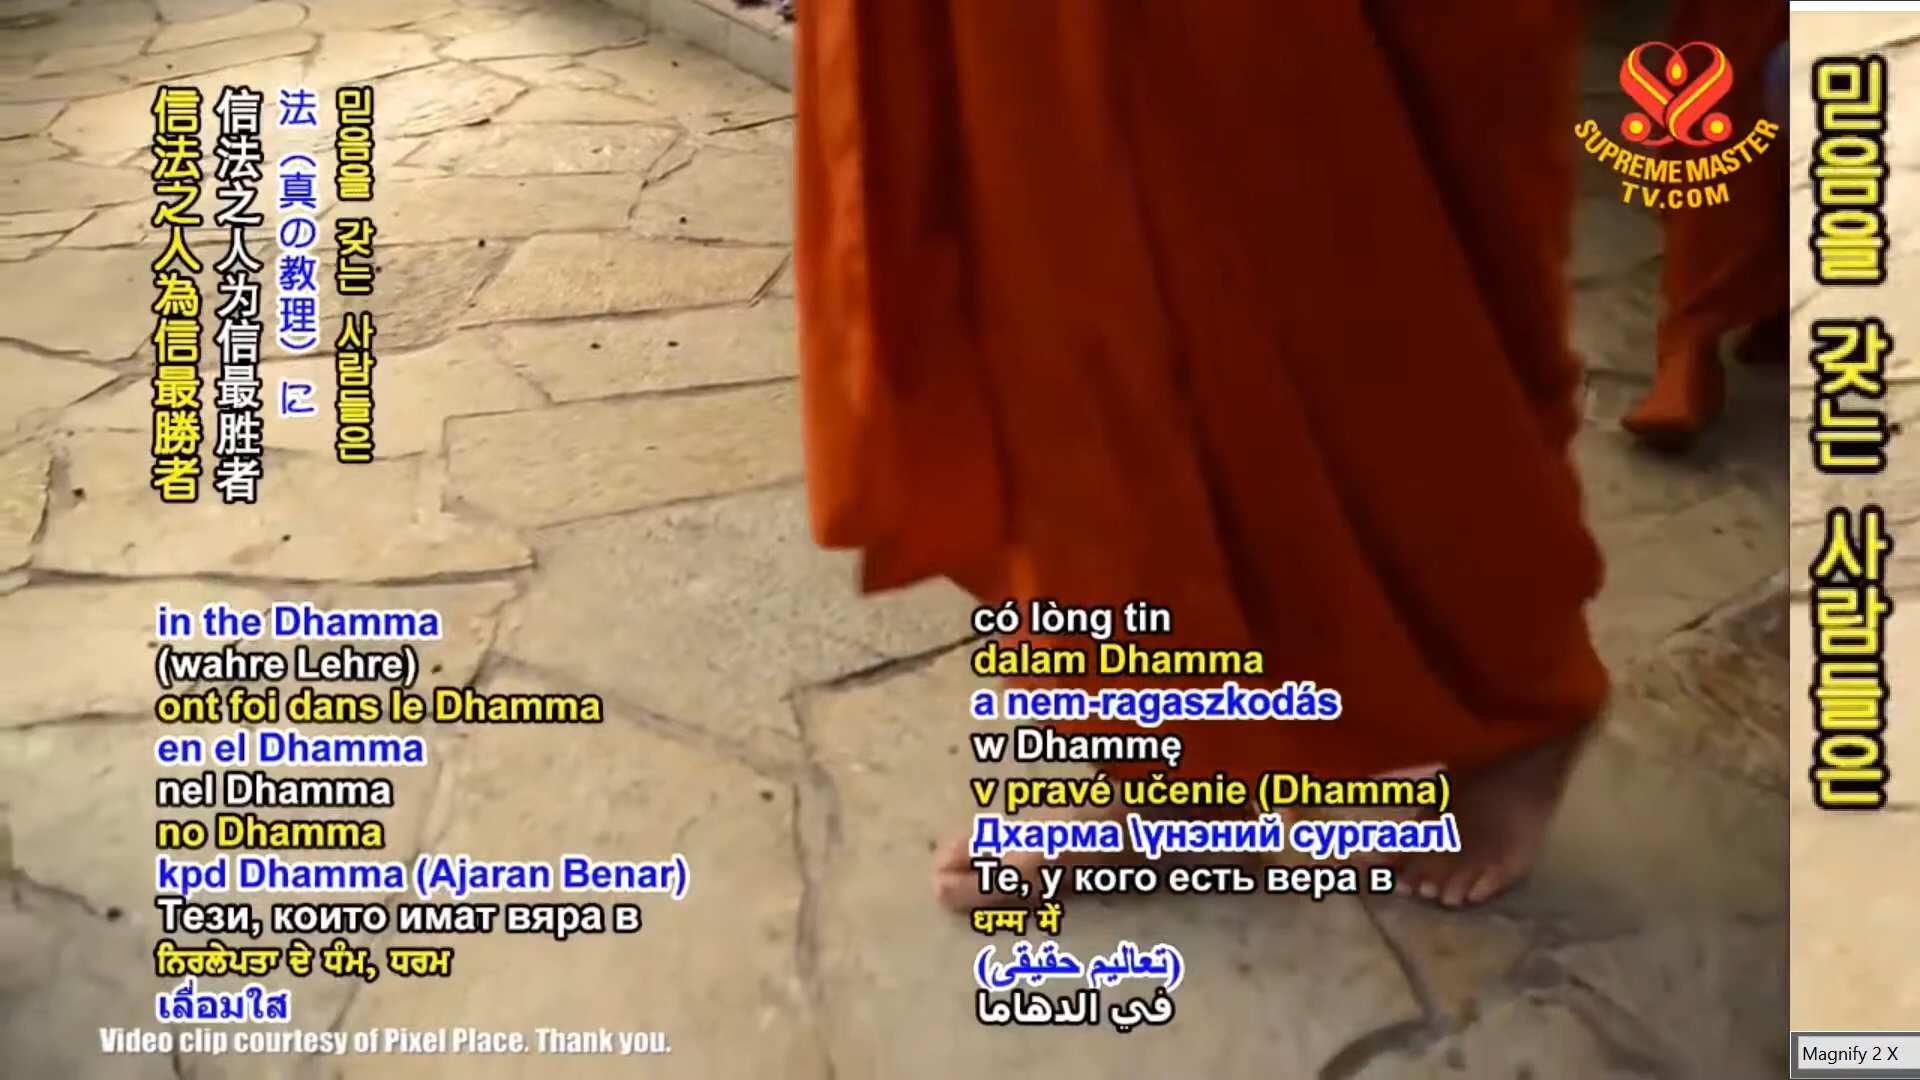 믿음을 갖는 사람들은
法（真の教理）に
信法之人为信最胜者
信法之人為信最勝者
SUPREME MASTER
TV.COM
in the Dhamma
(wahre Lehre)
ont foi dans le Dhamma
en el Dhamma
nel Dhamma
no Dhamma
kpd Dhamma (Ajaran Benar)
Тези, които имат вяра в
ਨਿਰਲੇਪਤਾ ਦੇ ਧੰਮ, ਧਰਮ
เลื่อมใส
có lòng tin
dalam Dhamma
a nem-ragaszkodás
w Dhammę
v pravé učenie (Dhamma)
Дхарма \үнэний сургаал\
Те, у кого есть вера в
धम्म में
(تعالیم حقیقی)
في الدهاما
Video clip courtesy of Pixel Place. Thank you.
믿음을 갖는 사람들은
Magnify 2 X